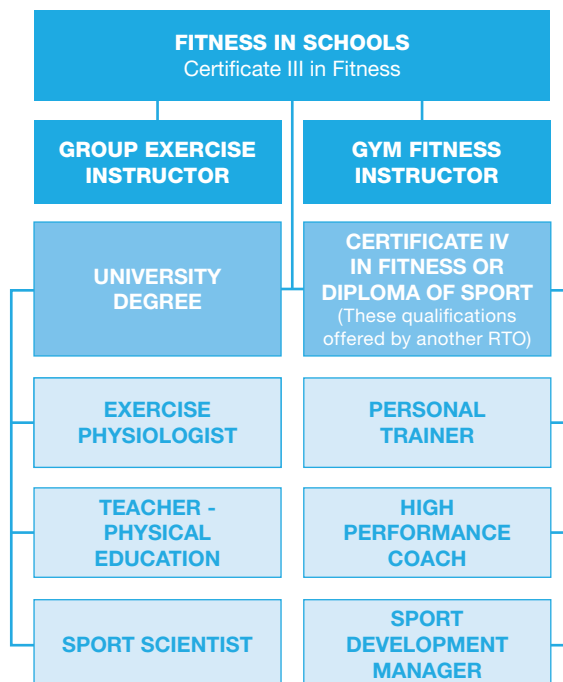 FITNESS IN SCHOOLS
Certificate III in Fitness
GROUP EXERCISE
INSTRUCTOR
GYM FITNESS
INSTRUCTOR
UNIVERSITY
DEGREE
CERTIFICATE IV
IN FITNESS OR
DIPLOMA OF SPORT
(These qualifications
offered by another RTO)
EXERCISE
PHYSIOLOGIST
PERSONAL
TRAINER
TEACHER -
PHYSICAL
EDUCATION
HIGH
PERFORMANCE
COACH
SPORT SCIENTIST
SPORT
DEVELOPMENT
MANAGER